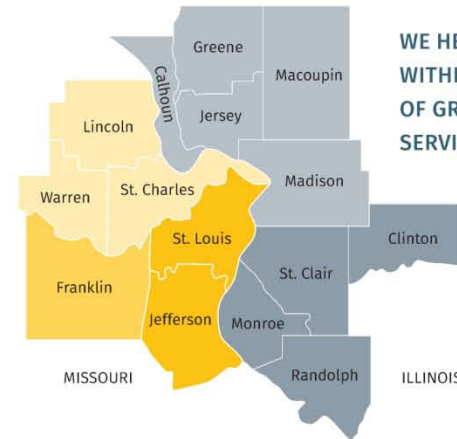 WE HE
WITHI
OF GR
SERVI
Greene
Calhoun
Macoupin
Jersey
Lincoln
Madison
Warren
St. Charles
St. Louis
Clinton
Franklin
St. Clair
Jefferson
Monroe
Randolph
MISSOURI
ILLINOIS